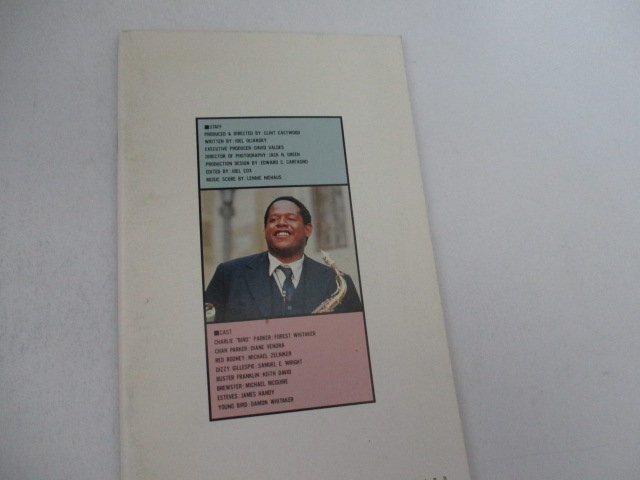 ■STAFF
PRODUCED & DIRECTED BY: CLINT EASTWOOD
WRITTEN BY: JOEL OLIANSKY
EXECUTIVE PRODUCER: DAVID VALDES
DIRECTOR OF PHOTOGRAPHY: JACK N. GREEN
PRODUCTION DESIGN BY: EDWARD C. CARFAGNO
EDITED BY: JOEL COX
MUSIC SCORE BY: LENNIE NIEHAUS
■CAST
CHARLIE "BIRD" PARKER: FOREST WHITAKER
CHAN PARKER: DIANE VENORA
RED RODNEY: MICHAEL ZELNIKER
DIZZY GILLESPIE: SAMUEL E. WRIGHT
BUSTER FRANKLIN: KEITH DAVID
BREWSTER: MICHAEL MCGUIRE
ESTEVES: JAMES HANDY
YOUNG BIRD: DAMON WHITAKER